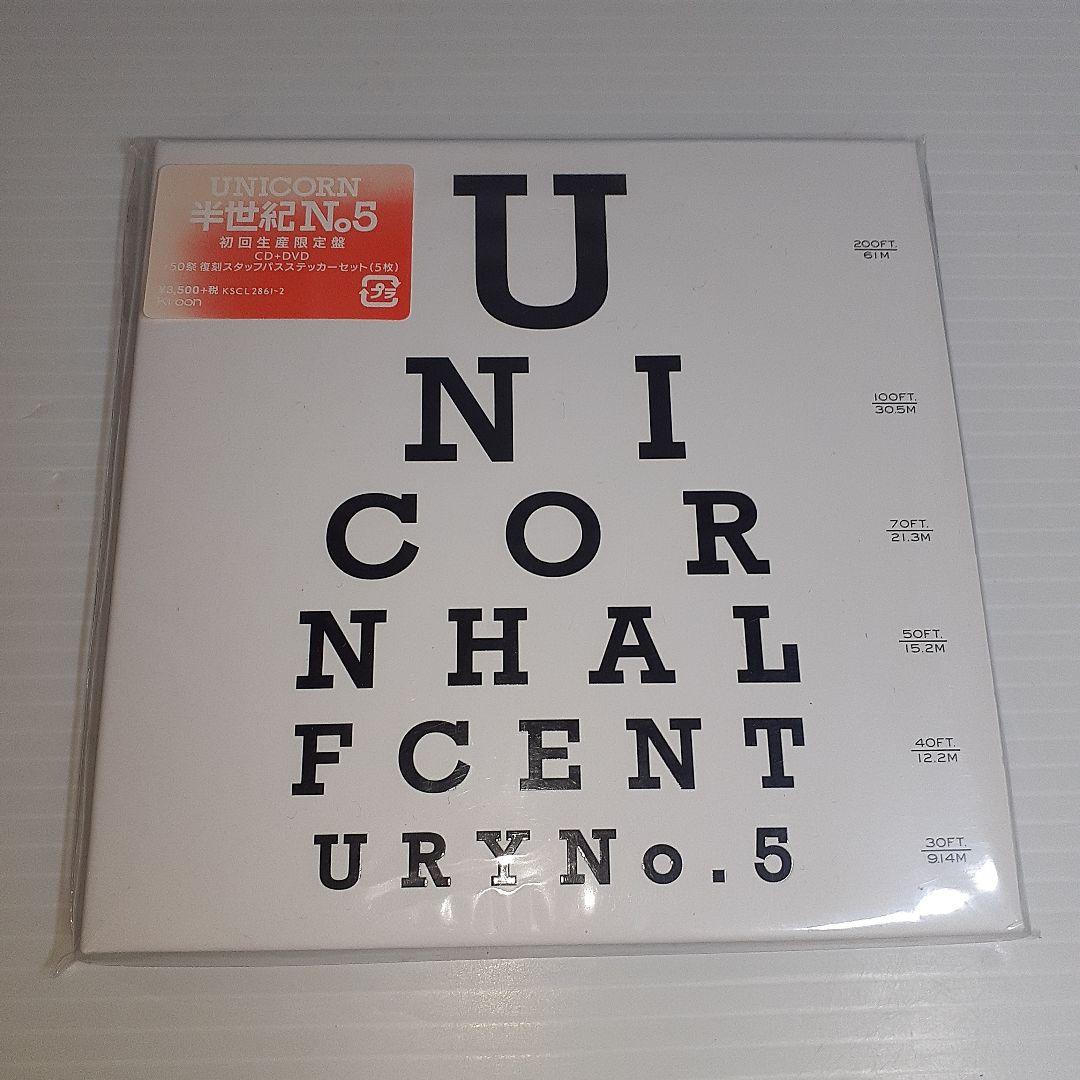 UNICORN
半世紀No5
初回生産限定盤
CD+DVD
50祭 復刻スタッフパスステッカーセット(5枚)
¥3,500+税 KSCL2861-2
Ki/oon
プラ
U
200FT.
61M
N I
100FT.
30.5M
C O R
70FT.
21.3M
N H A L
50FT.
15.2M
F C E N T
40FT.
12.2M
U R Y N o . 5
30FT.
9.14M